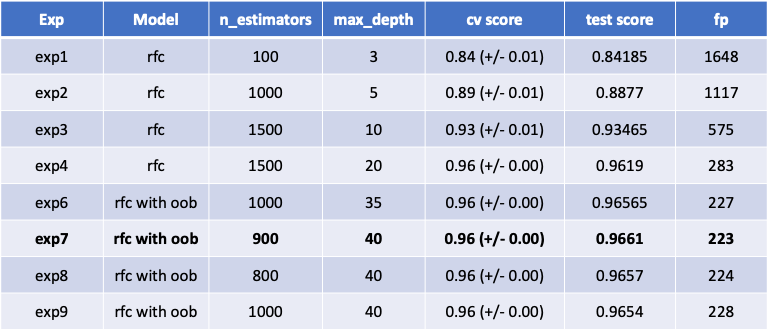 Exp Model n_estimators max_depth cv score test score fp
exp1 rfc 100 3 0.84 (+/- 0.01) 0.84185 1648
exp2 rfc 1000 5 0.89 (+/- 0.01) 0.8877 1117
exp3 rfc 1500 10 0.93 (+/- 0.01) 0.93465 575
exp4 rfc 1500 20 0.96 (+/- 0.00) 0.9619 283
exp6 rfc with oob 1000 35 0.96 (+/- 0.00) 0.96565 227
exp7 rfc with oob 900 40 0.96 (+/- 0.00) 0.9661 223
exp8 rfc with oob 800 40 0.96 (+/- 0.00) 0.9657 224
exp9 rfc with oob 1000 40 0.96 (+/- 0.00) 0.9654 228